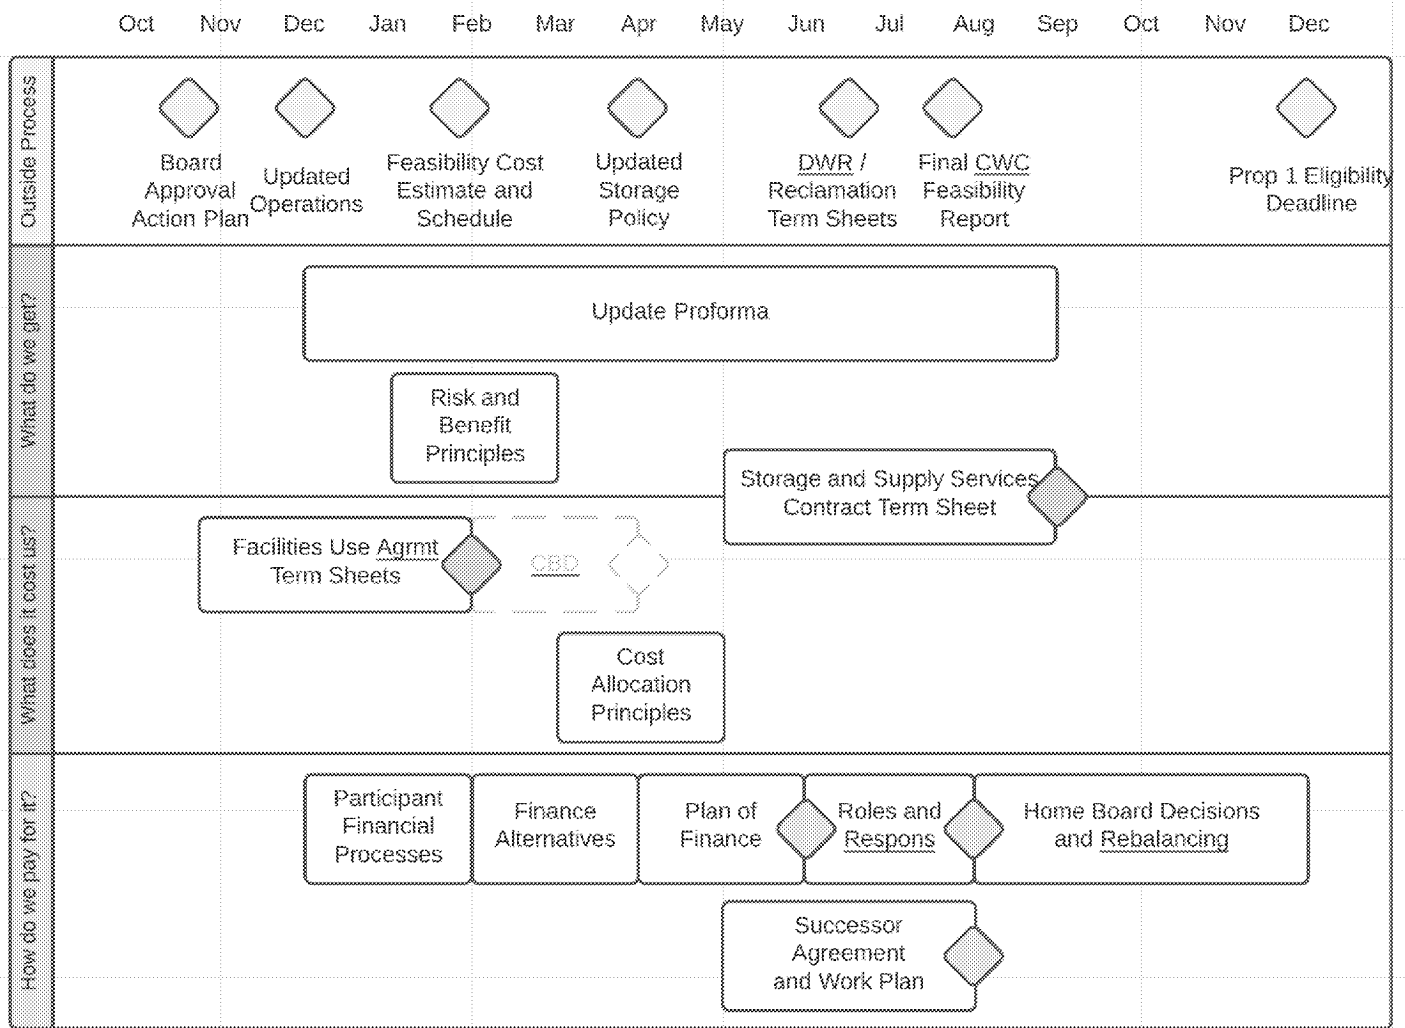 Oct Nov Dec Jan Feb Mar Apr May Jun Jul Aug Sep Oct Nov Dec
Outside Process
Board
Approval
Action Plan
Updated
Operations
Feasibility Cost
Estimate and
Schedule
Updated
Storage
Policy
DWR /
Reclamation
Term Sheets
Final CWC
Feasibility
Report
Prop 1 Eligibility
Deadline
What do we get?
Update Proforma
Risk and
Benefit
Principles
Storage and Supply Services
Contract Term Sheet
What does it cost us?
Facilities Use Agrmt
Term Sheets
CBD
Cost
Allocation
Principles
How do we pay for it?
Participant
Financial
Processes
Finance
Alternatives
Plan of
Finance
Roles and
Respons
Home Board Decisions
and Rebalancing
Successor
Agreement
and Work Plan